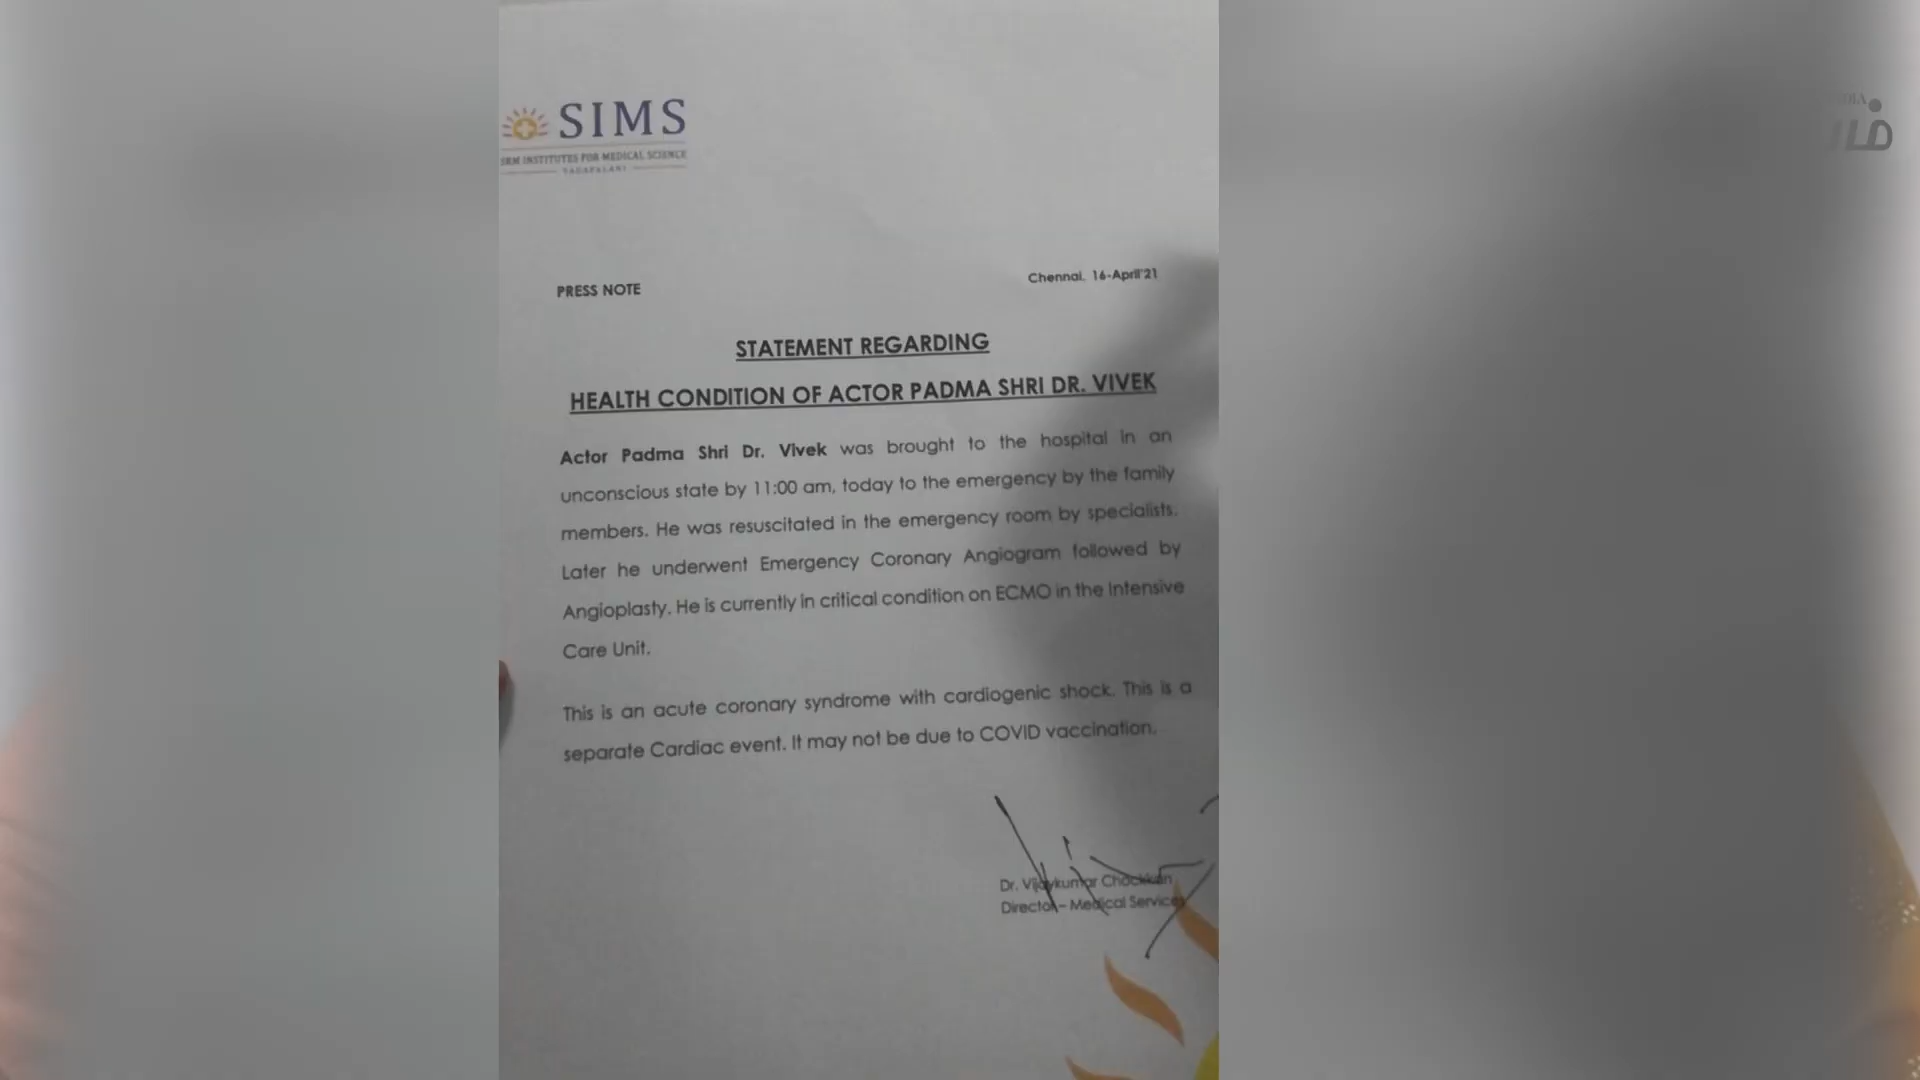 SIMS
SRM INSTITUTES FOR MEDICAL SCIENCE
VADAPALANI
PRESS NOTE
Chennai, 16-April'21
STATEMENT REGARDING
HEALTH CONDITION OF ACTOR PADMA SHRI DR. VIVEK
Actor Padma Shri Dr. Vivek was brought to the hospital in an
unconscious state by 11:00 am, today to the emergency by the family
members. He was resuscitated in the emergency room by specialists.
Later he underwent Emergency Coronary Angiogram followed by
Angioplasty. He is currently in critical condition on ECMO in the Intensive
Care Unit.
This is an acute coronary syndrome with cardiogenic shock. This is a
separate Cardiac event. It may not be due to COVID vaccination.
Dr. Vijaykumar Chockkan
Director – Medical Services